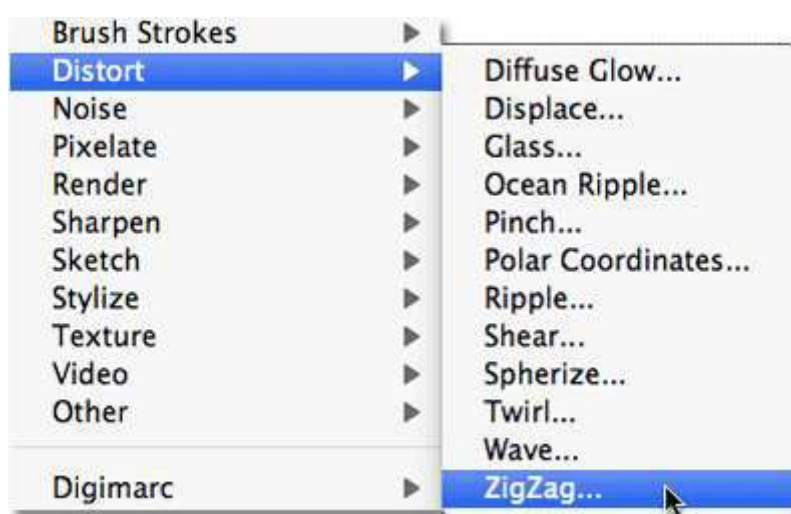 Brush Strokes
Distort
Noise
Pixelate
Render
Sharpen
Sketch
Stylize
Texture
Video
Other
Digimarc
Diffuse Glow...
Displace...
Glass...
Ocean Ripple...
Pinch...
Polar Coordinates...
Ripple...
Shear...
Spherize...
Twirl...
Wave...
ZigZag...